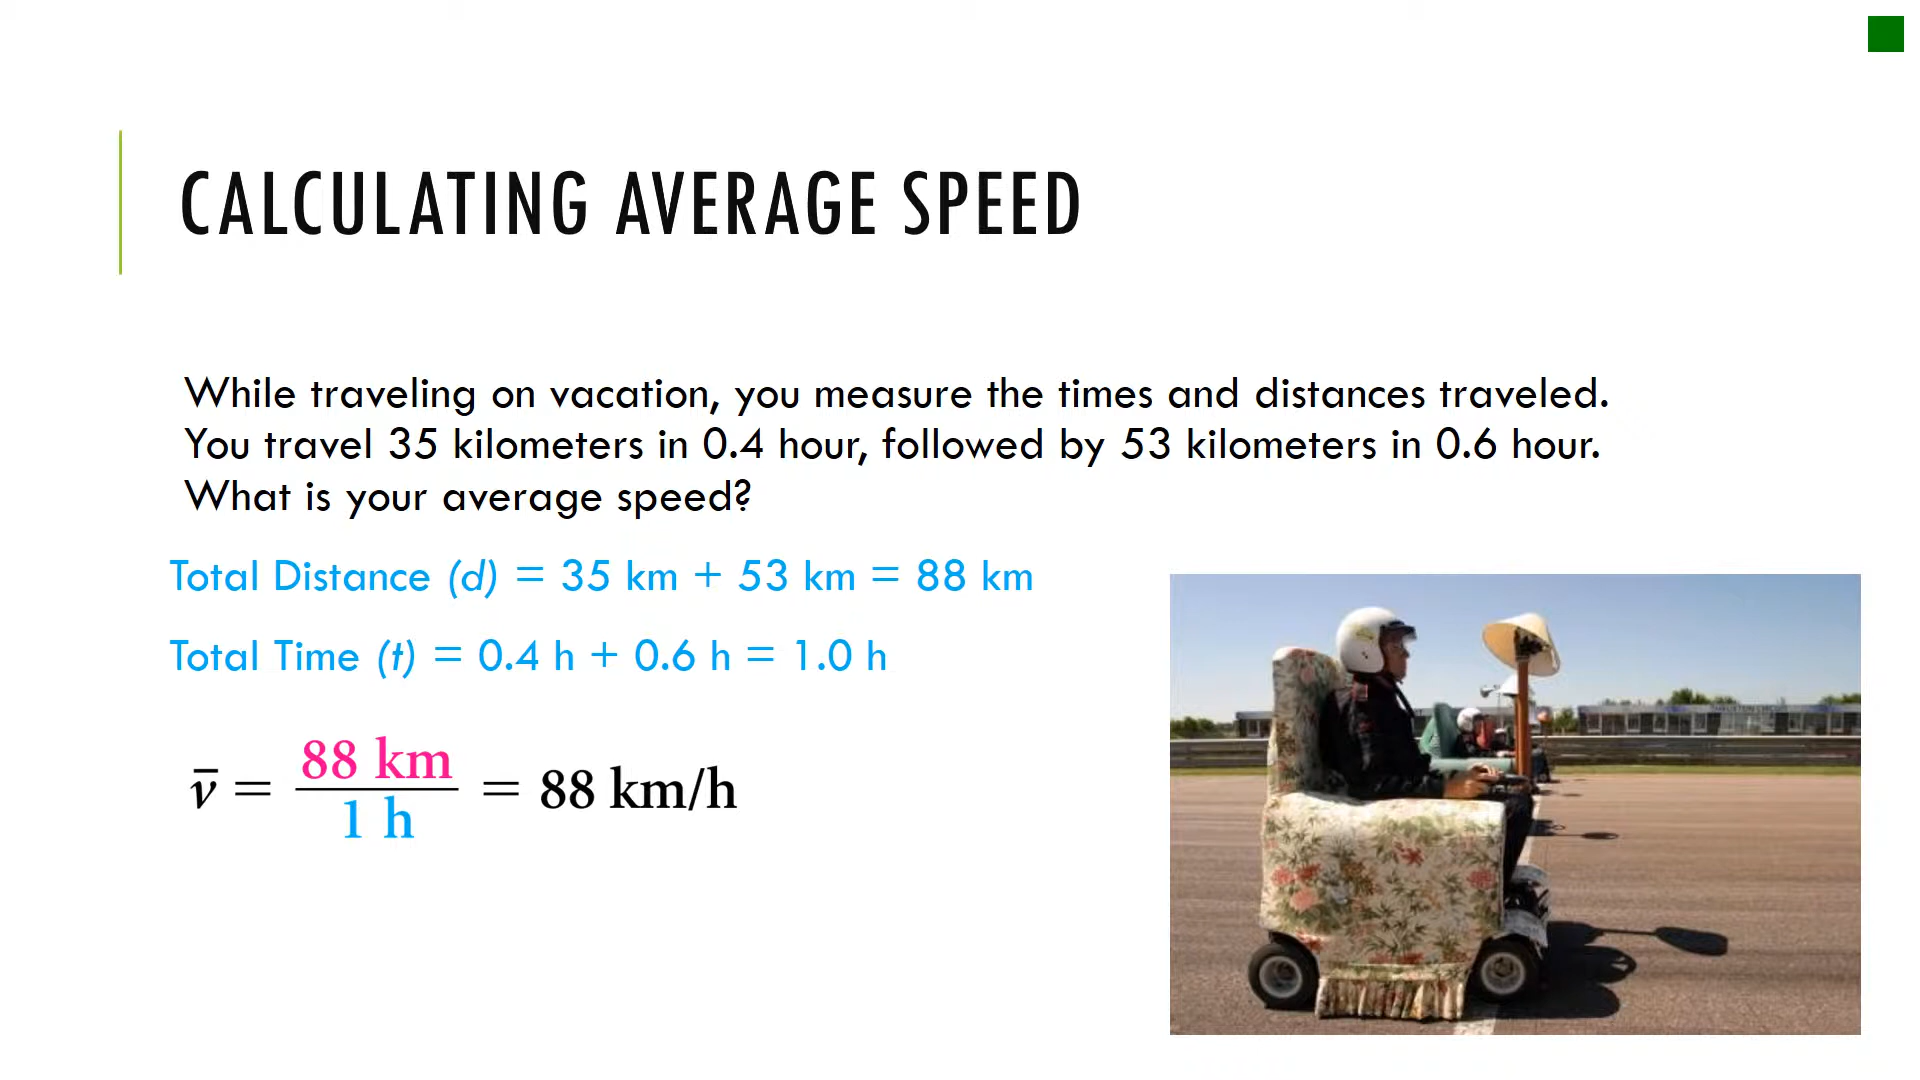 CALCULATING AVERAGE SPEED
While traveling on vacation, you measure the times and distances traveled.
You travel 35 kilometers in 0.4 hour, followed by 53 kilometers in 0.6 hour.
What is your average speed?
Total Distance (d) = 35 km + 53 km = 88 km
Total Time (t) = 0.4 h + 0.6 h = 1.0 h
v̅ = 88 km / 1 h = 88 km/h